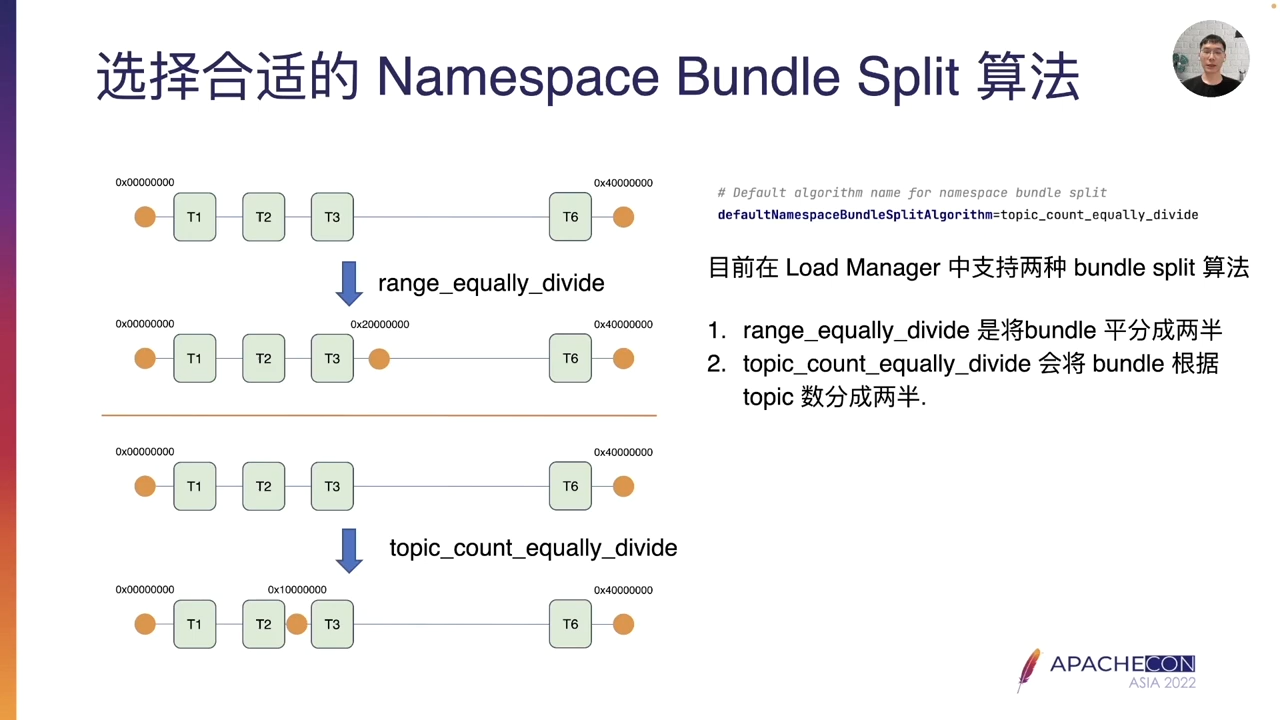 选择合适的 Namespace Bundle Split 算法
0x00000000 0x40000000
T1 T2 T3 T6
range_equally_divide
0x00000000 0x20000000 0x40000000
T1 T2 T3 T6
0x00000000 0x40000000
T1 T2 T3 T6
topic_count_equally_divide
0x00000000 0x10000000 0x40000000
T1 T2 T3 T6
# Default algorithm name for namespace bundle split
defaultNamespaceBundleSplitAlgorithm=topic_count_equally_divide
目前在 Load Manager 中支持两种 bundle split 算法
1. range_equally_divide 是将bundle 平分成两半
2. topic_count_equally_divide 会将 bundle 根据
topic 数分成两半.
APACHECON
ASIA 2022